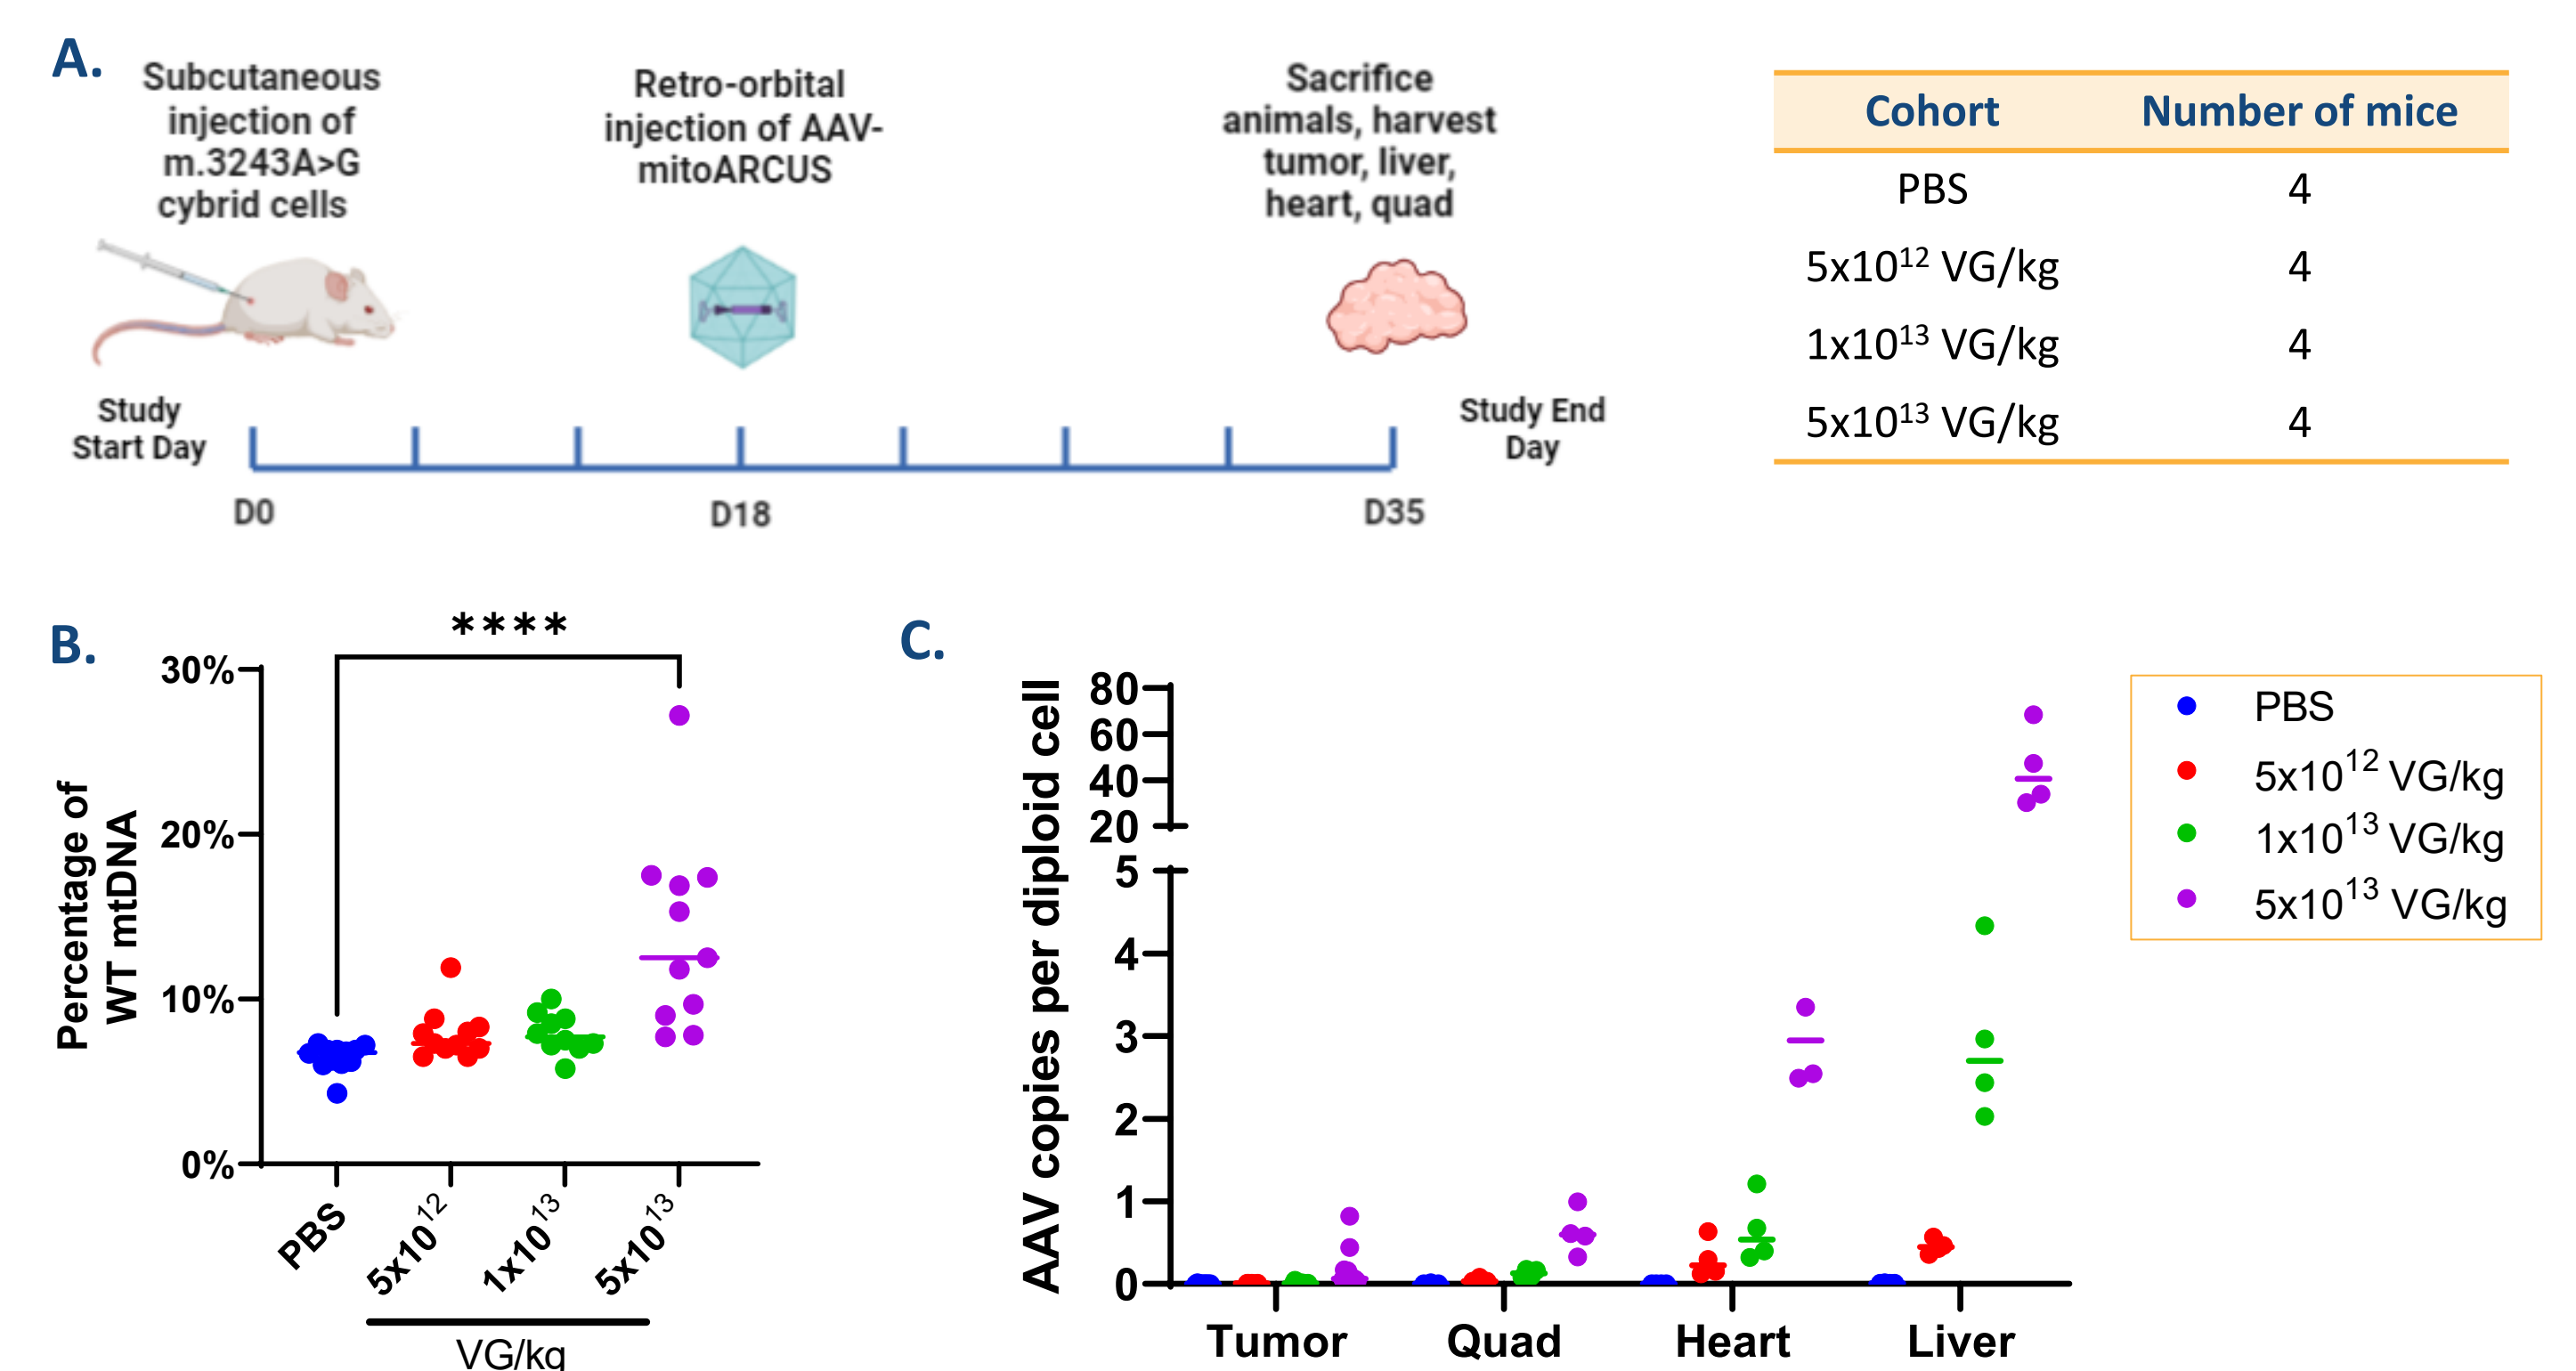 A.
Subcutaneous
injection of
m.3243A>G
cybrid cells
Retro-orbital
injection of AAV-
mitoARCUS
Sacrifice
animals, harvest
tumor, liver,
heart, quad
Study
Start Day
Study End
Day
D0
D18
D35
Cohort Number of mice
PBS 4
5x10¹² VG/kg 4
1x10¹³ VG/kg 4
5x10¹³ VG/kg 4
B.
****
Percentage of
WT mtDNA
30%
20%
10%
0%
PBS
5x10¹²
1x10¹³
5x10¹³
VG/kg
C.
AAV copies per diploid cell
80
60
40
20
5
4
3
2
1
0
Tumor
Quad
Heart
Liver
PBS
5x10¹² VG/kg
1x10¹³ VG/kg
5x10¹³ VG/kg